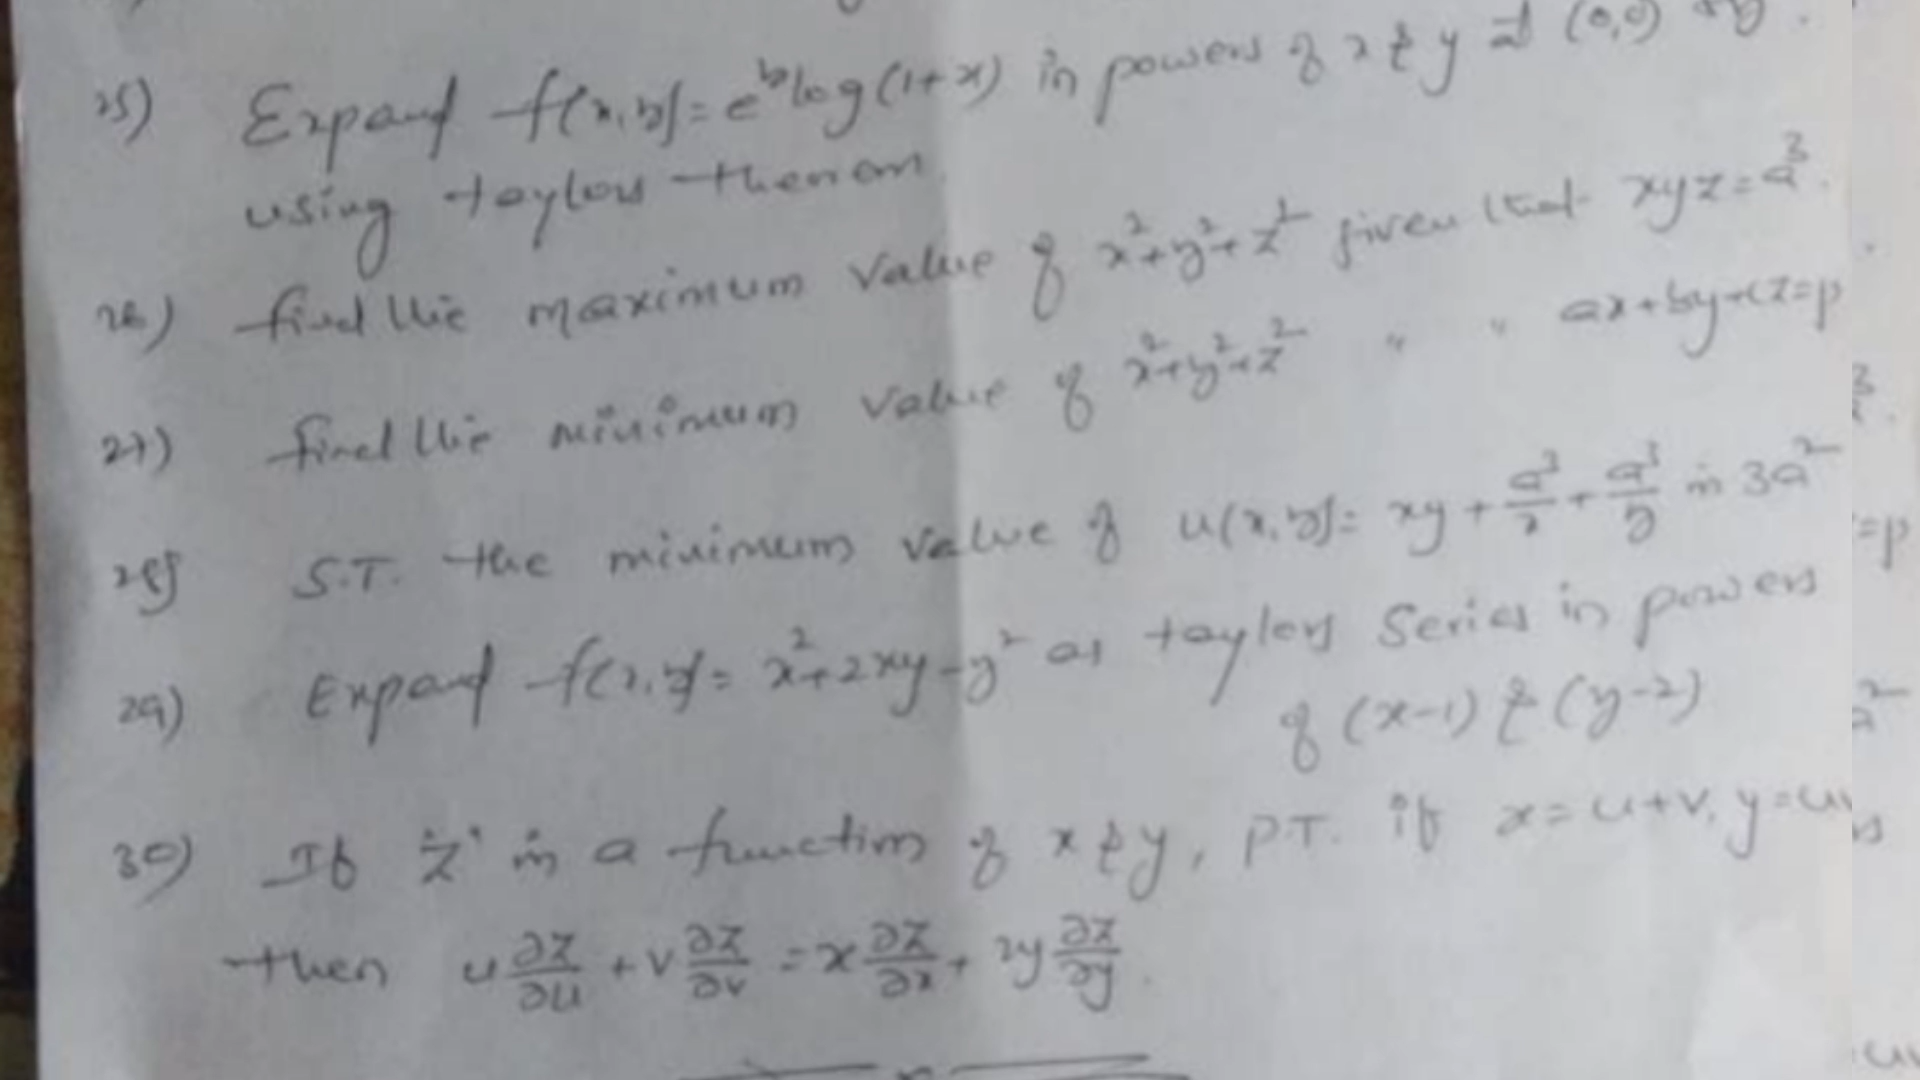 25) Expand f(x,y)= e^y log(1+x) in powers of x & y at (0,0)
using taylors theorem
26) find the maximum value of x²+y²+z² given that xyz=a³.
27) find the minimum value of x²+y²+z² " " ax+by+cz=p
28) S.T. the minimum value of u(x,y)= xy + a³/x + a³/y is 3a²
29) Expand f(x,y)= x²+2xy-y² as taylors series in powers
of (x-1) & (y-2)
30) If 'z' is a function of x & y, P.T. if x=u+v, y=uv
then u ∂z/∂u + v ∂z/∂v = x ∂z/∂x + 2y ∂z/∂y.